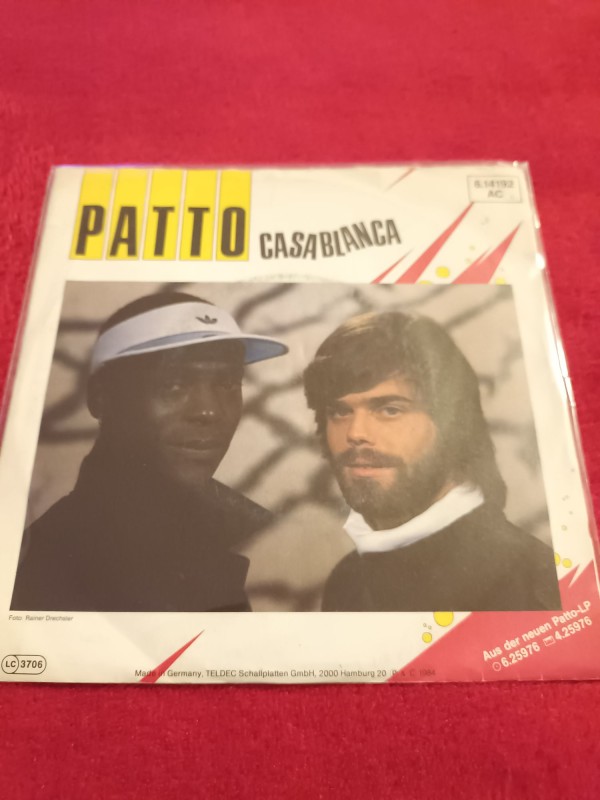 PATTO
CASABLANCA
6.14192
AC
Foto: Rainer Drechsler
Aus der neuen Patto-LP
6.25976 4.25976
LC 3706
Made in Germany, TELDEC Schallplatten GmbH, 2000 Hamburg 20 P. & C. 1984